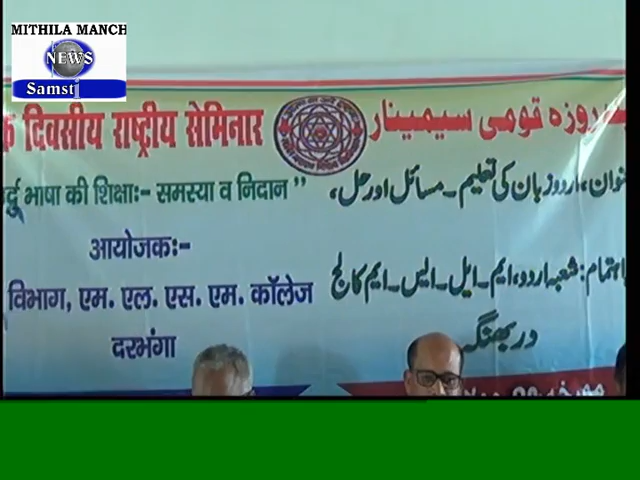 MITHILA MANCH
NEWS
Samsti
दिवसीय राष्ट्रीय सेमिनार
روزہ قومی سیمینار
र्दू भाषा की शिक्षा:- समस्या व निदान ”
عنوان، اردو زبان کی تعلیم ۔ مسائل اور حل،
आयोजक:-
विभाग, एम. एल. एस. एम. कॉलेज
اہتمام: شعبہ اردو، ایم ۔ ایل ۔ ایس ۔ ایم کالج
दरभंगा
دربھنگہ